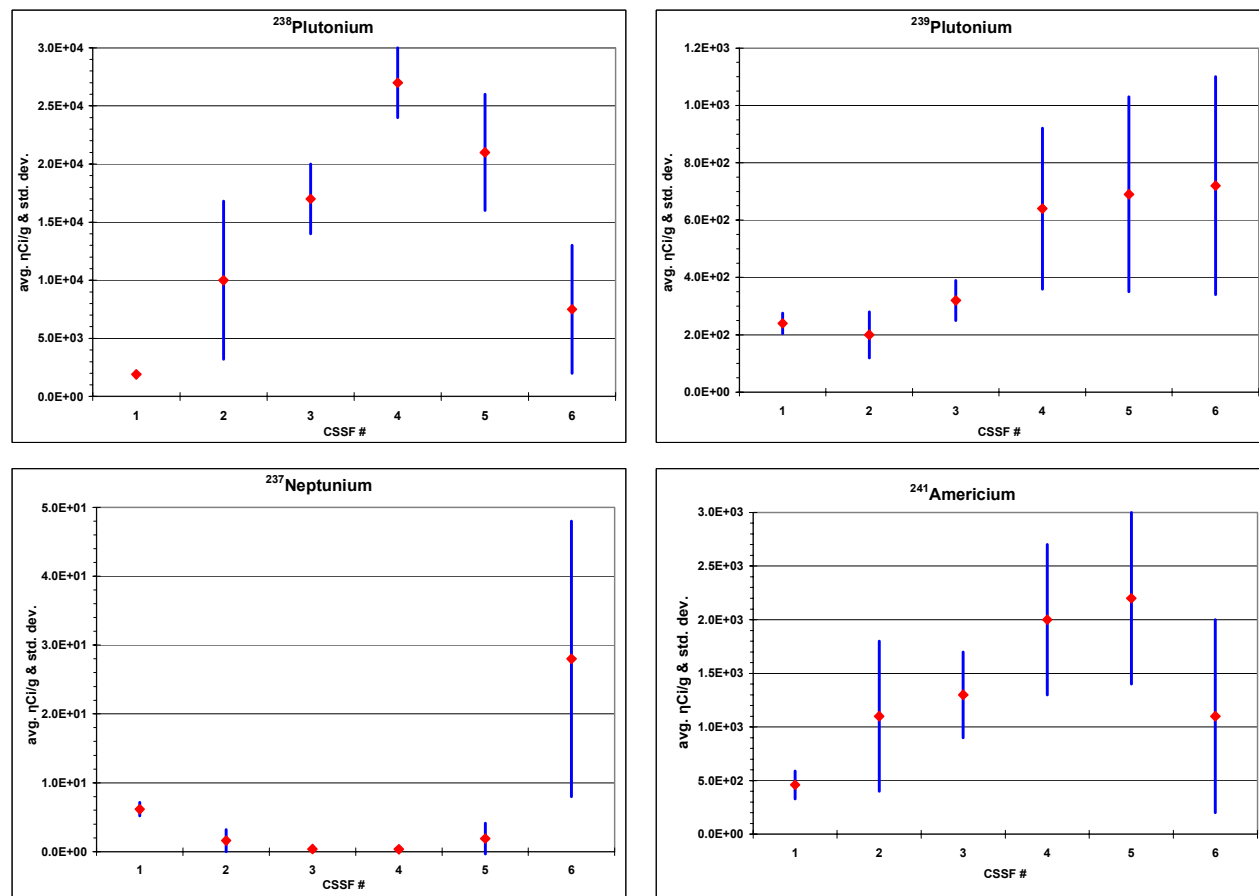 ²³⁸Plutonium
3.0E+04
2.5E+04
2.0E+04
1.5E+04
1.0E+04
5.0E+03
0.0E+00
avg. ηCi/g & std. dev.
1 2 3 4 5 6
CSSF #
²³⁹Plutonium
1.2E+03
1.0E+03
8.0E+02
6.0E+02
4.0E+02
2.0E+02
0.0E+00
avg. ηCi/g & std. dev.
1 2 3 4 5 6
CSSF #
²³⁷Neptunium
5.0E+01
4.0E+01
3.0E+01
2.0E+01
1.0E+01
0.0E+00
avg. ηCi/g & std. dev.
1 2 3 4 5 6
CSSF #
²⁴¹Americium
3.0E+03
2.5E+03
2.0E+03
1.5E+03
1.0E+03
5.0E+02
0.0E+00
avg. ηCi/g & std. dev.
1 2 3 4 5 6
CSSF #